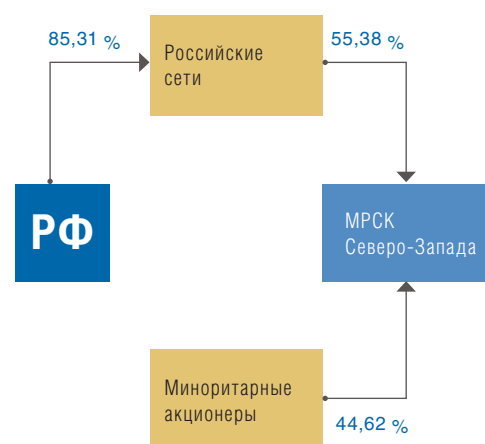 85,31 %
Российские
сети
55,38 %
РФ
МРСК
Северо-Запада
Миноритарные
акционеры
44,62 %